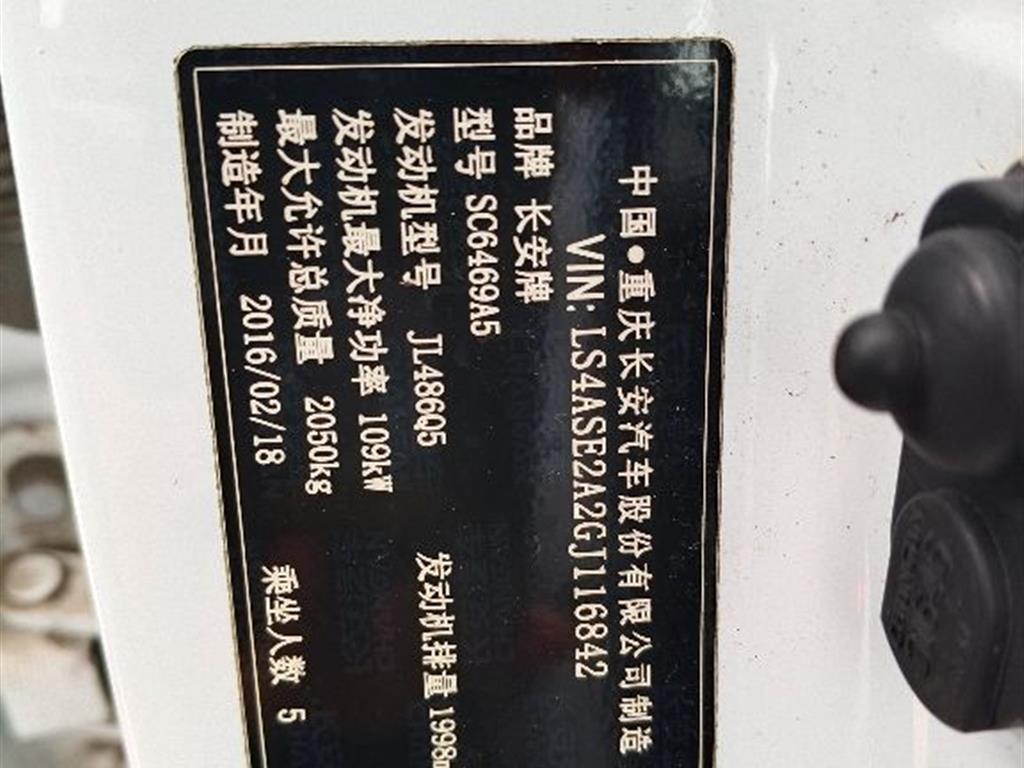 中国•重庆长安汽车股份有限公司制造
VIN: LS4ASE2A2GJ116842
品牌 长安牌
型号 SC6469A5
发动机型号 JL486Q5 发动机排量 1998m
发动机最大净功率 109kW
最大允许总质量 2050kg
制造年月 2016/02/18 乘坐人数 5